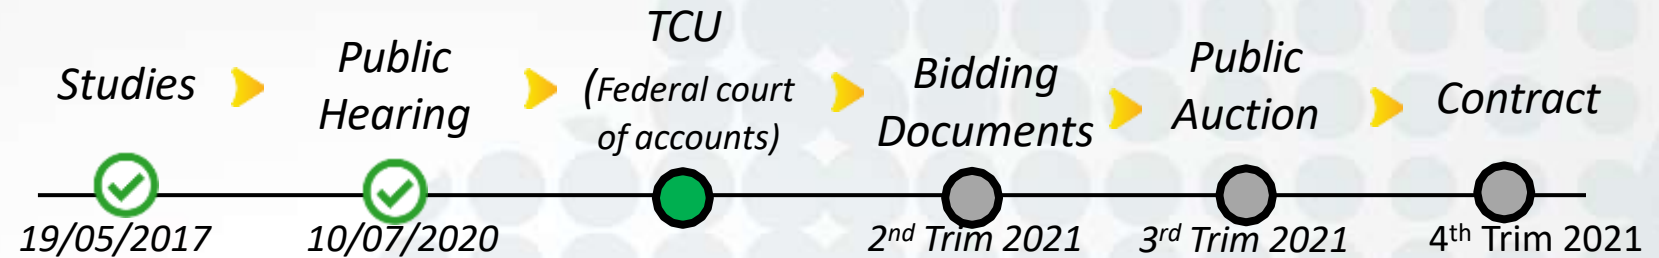 Studies
Public
Hearing
TCU
(Federal court
of accounts)
Bidding
Documents
Public
Auction
Contract
19/05/2017
10/07/2020
2nd Trim 2021
3rd Trim 2021
4th Trim 2021